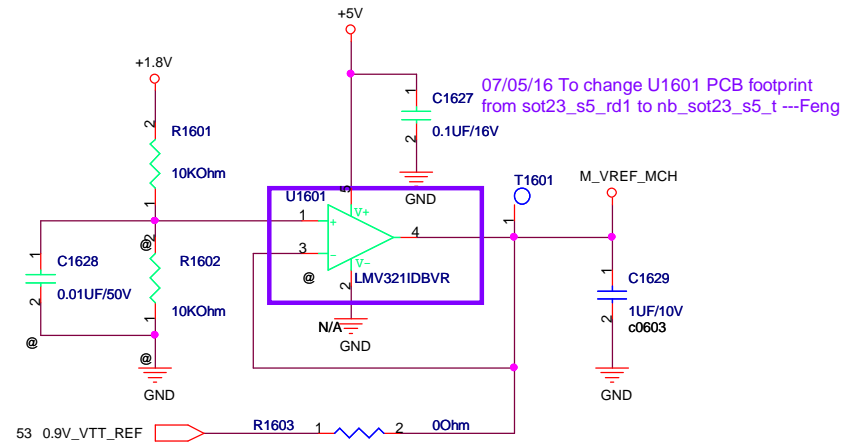 +5V
+1.8V
07/05/16 To change U1601 PCB footprint
from sot23_s5_rd1 to nb_sot23_s5_t ---Feng
1
C1627
2
0.1UF/16V
GND
2
R1601
10KOhm
1
T1601
1
M_VREF_MCH
U1601
5
V+
1
+
4
3
-
V-
@
LMV321IDBVR
2
N/A
GND
@
2
R1602
10KOhm
1
@
GND
1
C1628
0.01UF/50V
2
@
1
C1629
1UF/10V
2
c0603
GND
53 0.9V_VTT_REF
R1603
1
2
0Ohm